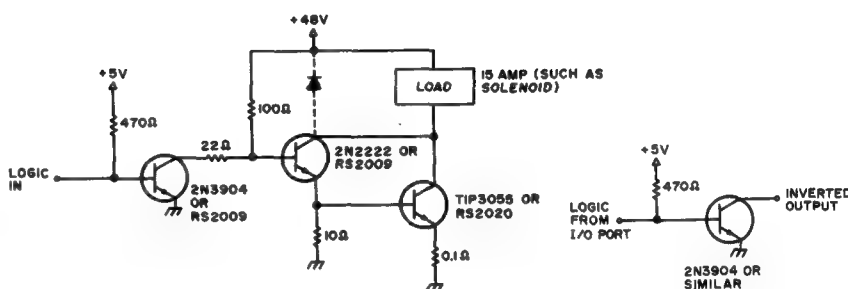 +48V
+5V
LOAD
15 AMP (SUCH AS
SOLENOID)
100Ω
470Ω
22Ω
2N2222 OR
RS2009
LOGIC
IN
2N3904
OR
RS2009
TIP3055 OR
RS2020
10Ω
0.1Ω
+5V
470Ω
LOGIC
FROM
I/O PORT
INVERTED
OUTPUT
2N3904 OR
SIMILAR